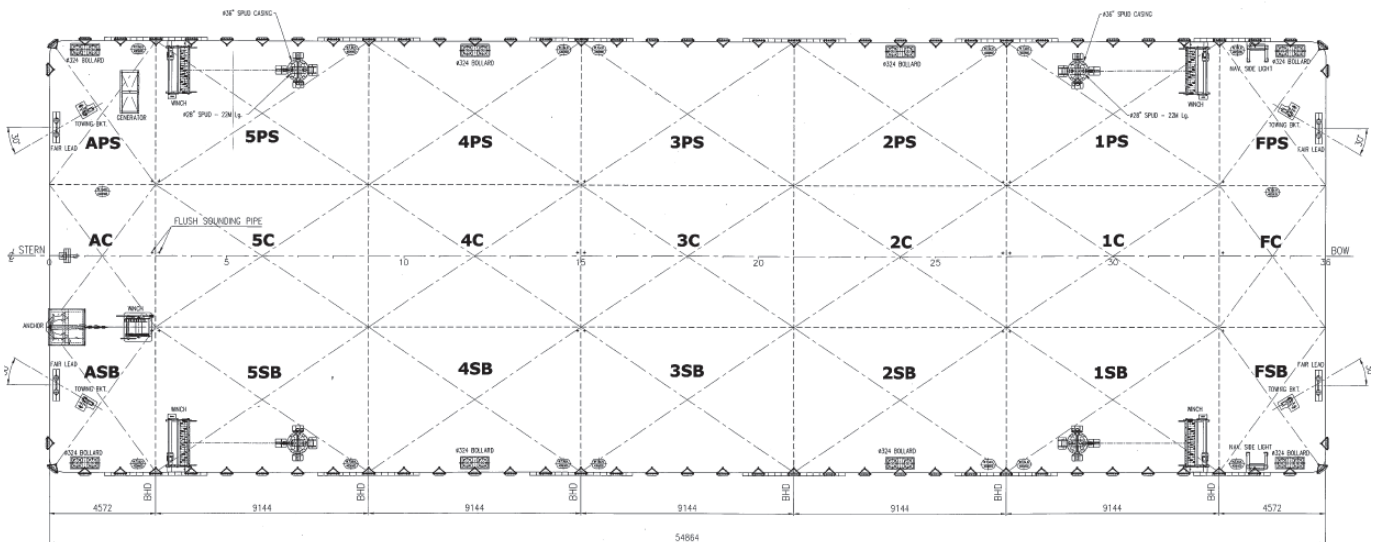 ø36" SPUD CASING
ø36" SPUD CASING
ø324 BOLLARD
ø324 BOLLARD
ø324 BOLLARD
NAV. SIDE LIGHT
ø324 BOLLARD
WINCH
WINCH
GENERATOR
TOWING BKT.
ø28" SPUD - 22M Lg.
ø28" SPUD - 22M Lg.
TOWING BKT.
30°
FAIR LEAD
APS
5PS
4PS
3PS
2PS
1PS
FPS
FAIR LEAD
30°
FLUSH SOUNDING PIPE
AC
5C
4C
3C
2C
1C
FC
STERN
BOW
0
5
10
15
20
25
30
36
ANCHOR
WINCH
FAIR LEAD
30°
TOWING BKT.
ASB
5SB
4SB
3SB
2SB
1SB
FSB
FAIR LEAD
TOWING BKT.
WINCH
WINCH
ø324 BOLLARD
ø324 BOLLARD
ø324 BOLLARD
NAV. SIDE LIGHT
ø324 BOLLARD
BHD
BHD
BHD
BHD
BHD
BHD
4572
9144
9144
9144
9144
9144
4572
54864